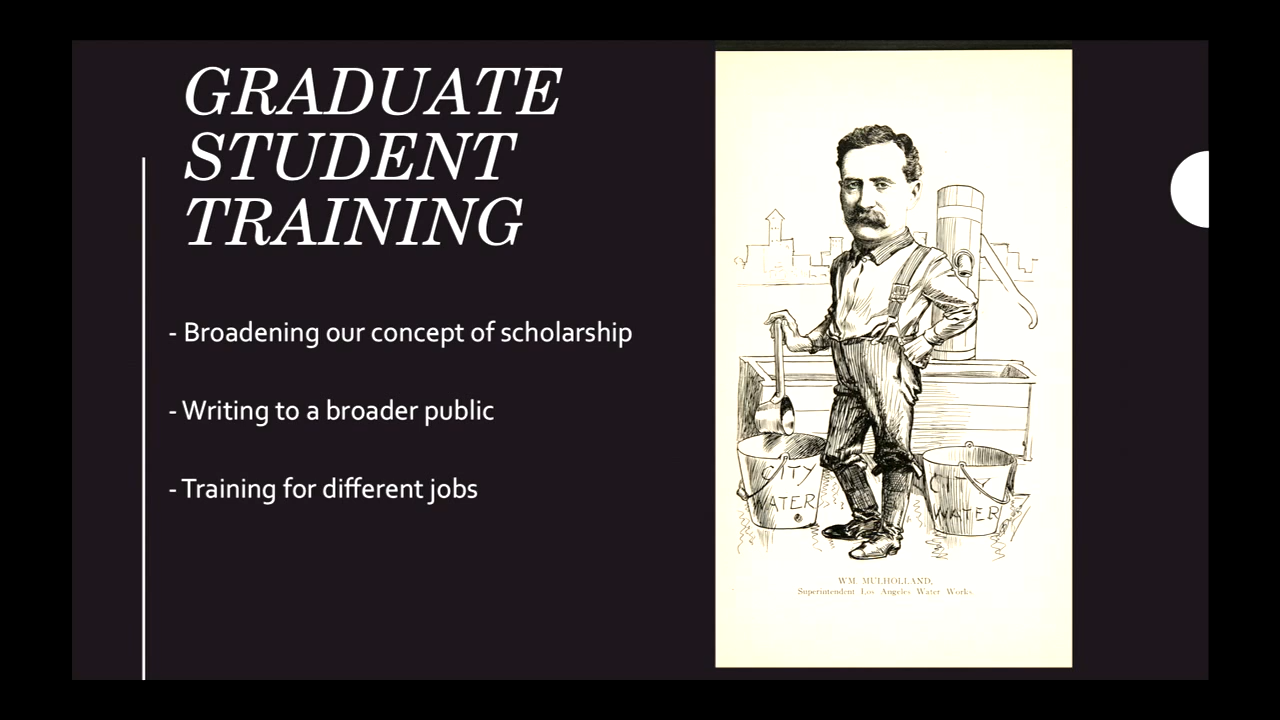 GRADUATE
STUDENT
TRAINING
- Broadening our concept of scholarship
- Writing to a broader public
- Training for different jobs
CITY
WATER
CITY
WATER
WM. MULHOLLAND,
Superintendent Los Angeles Water Works